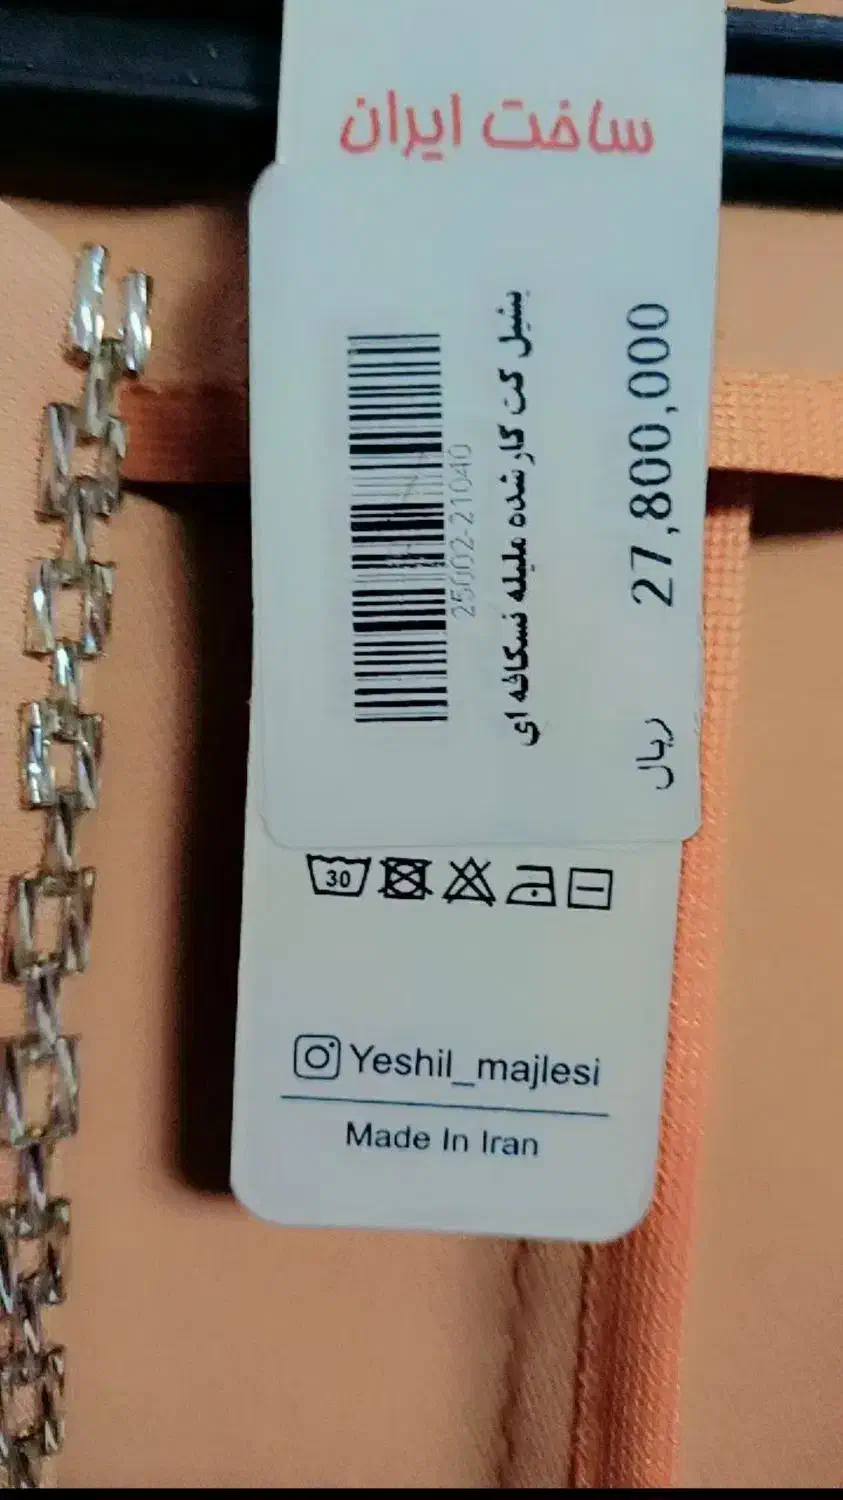 ساخت ایران
یشیل کت کار شده ملیله نسکافه ای
25002-21040
27,800,000 ریال
30
Yeshil_majlesi
Made In Iran